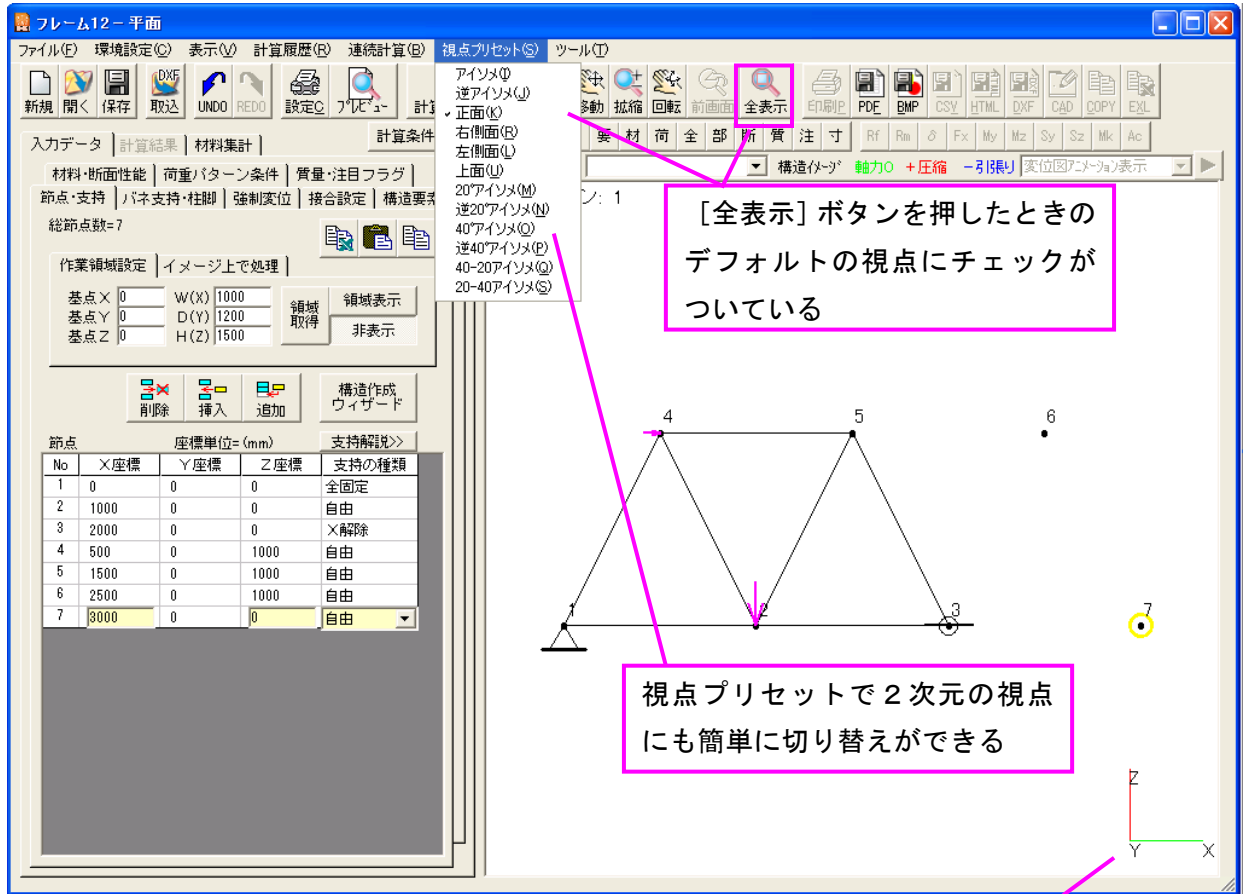 フレーム12－平面
ファイル(F) 環境設定(C) 表示(V) 計算履歴(R) 連続計算(B) 視点プリセット(S) ツール(T)
新規 開く 保存 DXF 取込 UNDO REDO 設定C プレビュー 移動 拡縮 回転 前画面 全表示 印刷P PDF BMP CSV HTML DXF CAD COPY EXL
アイソメ(I)
逆アイソメ(J)
正面(K)
右側面(R)
左側面(L)
上面(U)
20°アイソメ(M)
逆20°アイソメ(N)
40°アイソメ(O)
逆40°アイソメ(P)
40-20アイソメ(Q)
20-40アイソメ(S)
計算条件
要 材 荷 全 部 断 質 注 寸 Rf Rm δ Fx My Mz Sy Sz Mk Ac
入力データ 計算結果 材料集計
構造イメージ 軸力0 +圧縮 －引張り 変位図アニメーション表示
材料・断面性能 荷重パターン条件 質量・注目フラグ
節点・支持 バネ支持・柱脚 強制変位 接合設定 構造要
: 1
総節点数=7
作業領域設定 イメージ上で処理
基点X 0 W(X) 1000
基点Y 0 D(Y) 1200
基点Z 0 H(Z) 1500
領域取得
領域表示
非表示
削除 挿入 追加
構造作成
ウィザード
節点 座標単位=(mm) 支持解説>>
No X座標 Y座標 Z座標 支持の種類
1 0 0 0 全固定
2 1000 0 0 自由
3 2000 0 0 X解除
4 500 0 1000 自由
5 1500 0 1000 自由
6 2500 0 1000 自由
7 3000 0 0 自由
［全表示］ボタンを押したときの
デフォルトの視点にチェックが
ついている
4 5 6
1 2 3 7
視点プリセットで２次元の視点
にも簡単に切り替えができる
Z
Y X